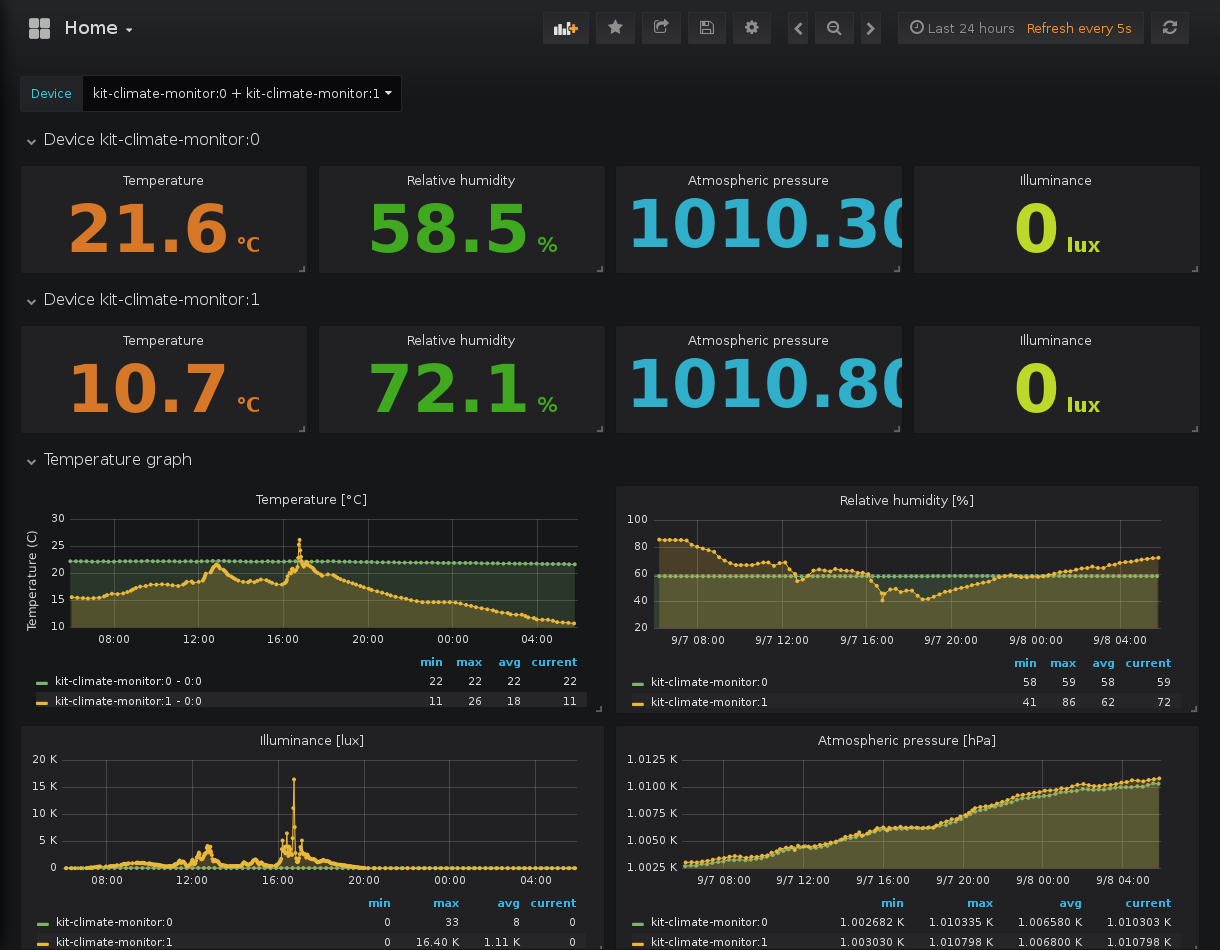 Home
Last 24 hours Refresh every 5s
Device kit-climate-monitor:0 + kit-climate-monitor:1
Device kit-climate-monitor:0
Temperature Relative humidity Atmospheric pressure Illuminance
21.6 °C 58.5 % 1010.30 0 lux
Device kit-climate-monitor:1
Temperature Relative humidity Atmospheric pressure Illuminance
10.7 °C 72.1 % 1010.80 0 lux
Temperature graph
Temperature [°C]
Temperature (C)
30
25
20
15
10
08:00 12:00 16:00 20:00 00:00 04:00
min max avg current
kit-climate-monitor:0 - 0:0 22 22 22 22
kit-climate-monitor:1 - 0:0 11 26 18 11
Relative humidity [%]
100
80
60
40
20
9/7 08:00 9/7 12:00 9/7 16:00 9/7 20:00 9/8 00:00 9/8 04:00
min max avg current
kit-climate-monitor:0 58 59 58 59
kit-climate-monitor:1 41 86 62 72
Illuminance [lux]
20 K
15 K
10 K
5 K
0
08:00 12:00 16:00 20:00 00:00 04:00
min max avg current
kit-climate-monitor:0 0 33 8 0
kit-climate-monitor:1 0 16.40 K 1.11 K 0
Atmospheric pressure [hPa]
1.0125 K
1.0100 K
1.0075 K
1.0050 K
1.0025 K
9/7 08:00 9/7 12:00 9/7 16:00 9/7 20:00 9/8 00:00 9/8 04:00
min max avg current
kit-climate-monitor:0 1.002682 K 1.010335 K 1.006580 K 1.010303 K
kit-climate-monitor:1 1.003030 K 1.010798 K 1.006800 K 1.010798 K